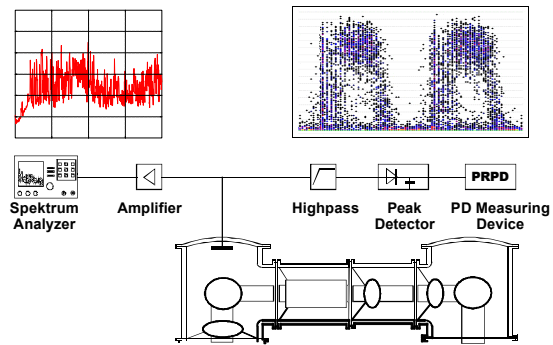 PRPD
Spektrum
Analyzer
Amplifier
Highpass
Peak
Detector
PD Measuring
Device